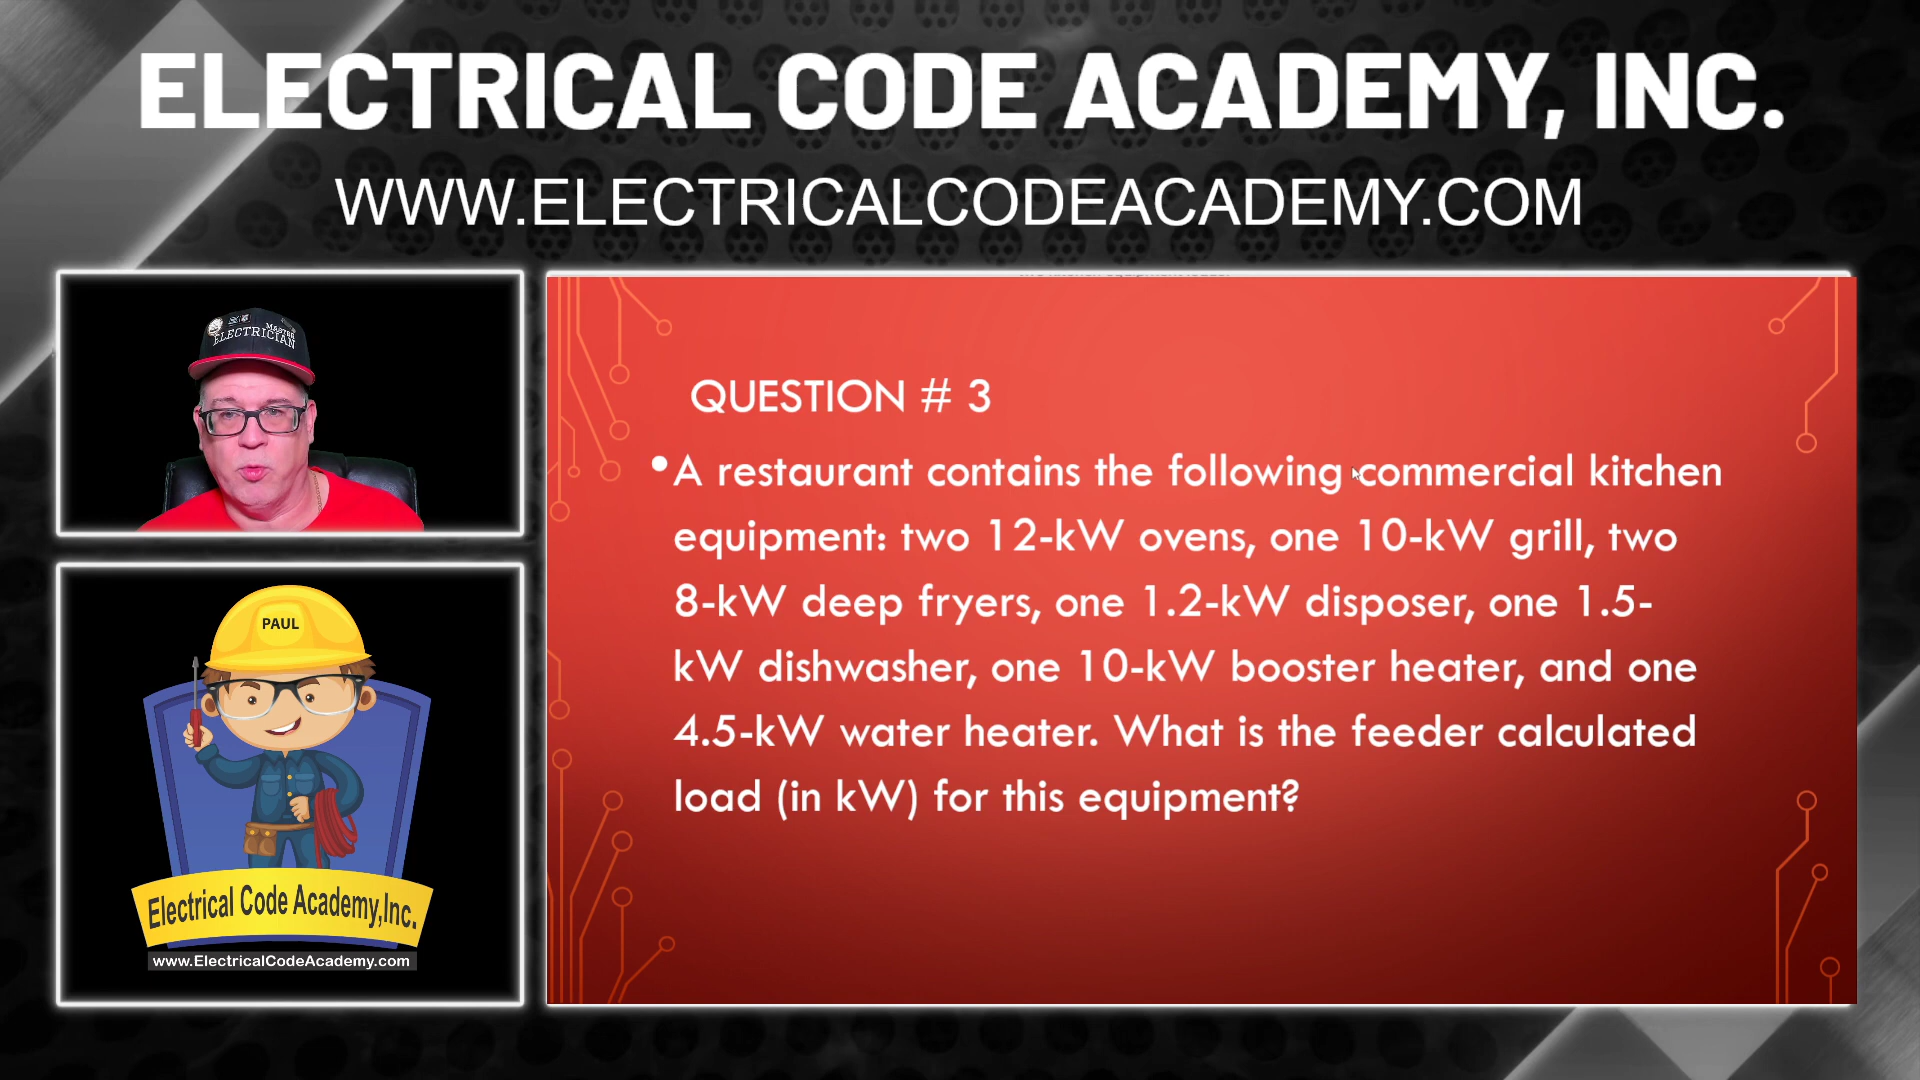 ELECTRICAL CODE ACADEMY, INC.
WWW.ELECTRICALCODEACADEMY.COM
MASTER
ELECTRICIAN
QUESTION # 3
•A restaurant contains the following commercial kitchen
equipment: two 12-kW ovens, one 10-kW grill, two
8-kW deep fryers, one 1.2-kW disposer, one 1.5-
kW dishwasher, one 10-kW booster heater, and one
4.5-kW water heater. What is the feeder calculated
load (in kW) for this equipment?
PAUL
Electrical Code Academy,Inc.
www.ElectricalCodeAcademy.com